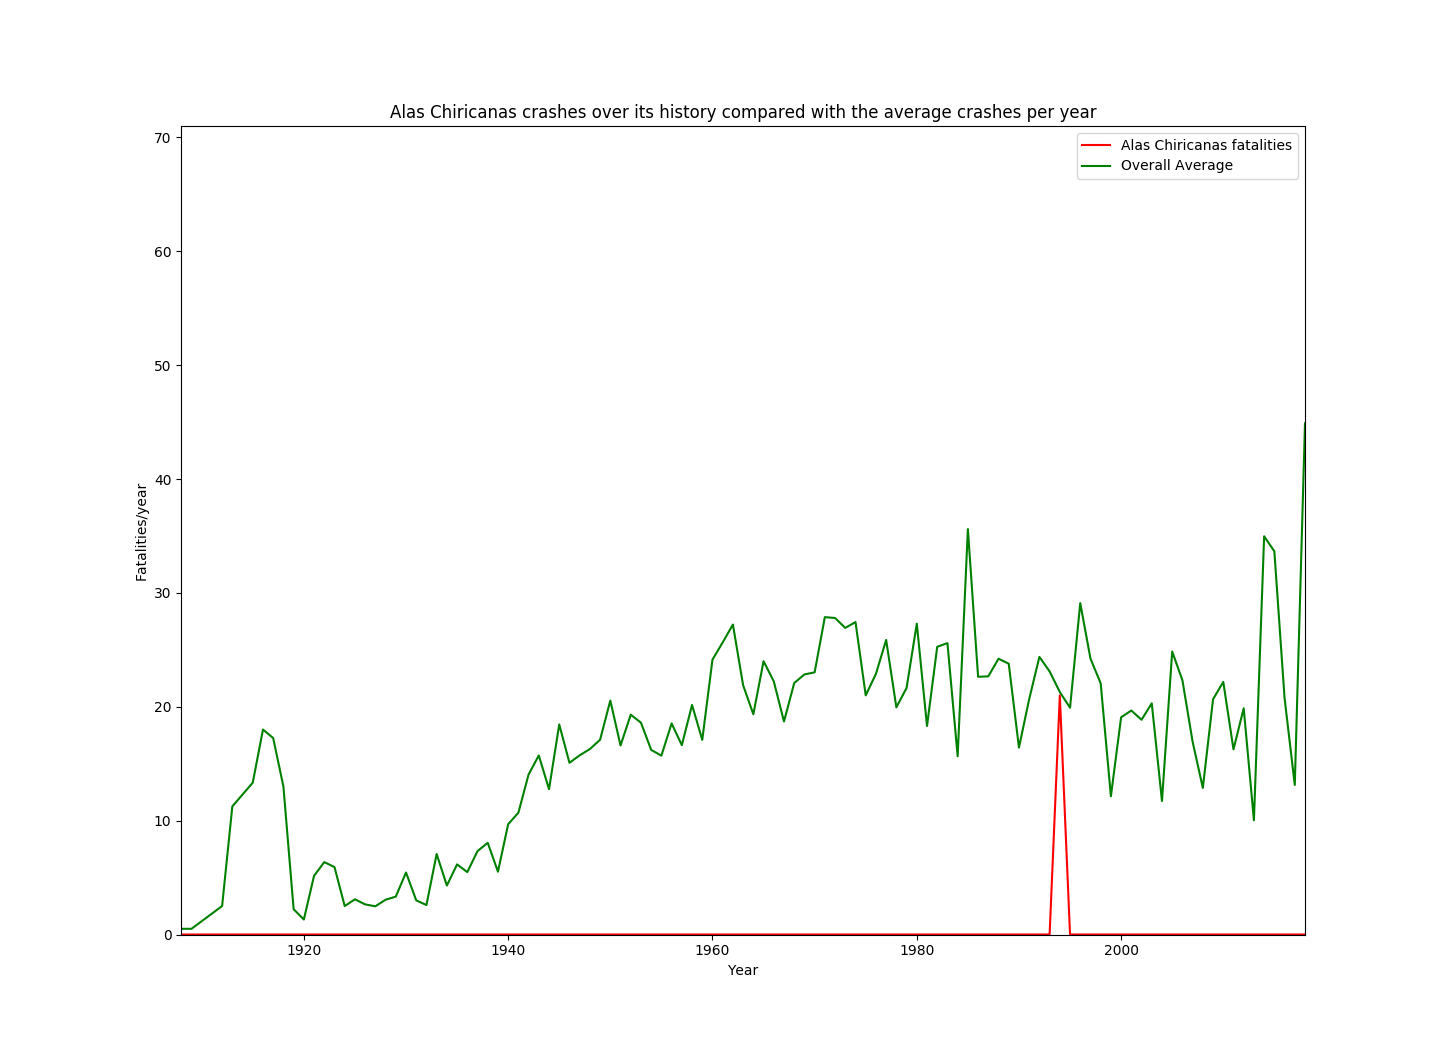 Alas Chiricanas crashes over its history compared with the average crashes per year
Alas Chiricanas fatalities
Overall Average
70
60
50
40
30
20
10
0
Fatalities/year
1920
1940
1960
1980
2000
Year